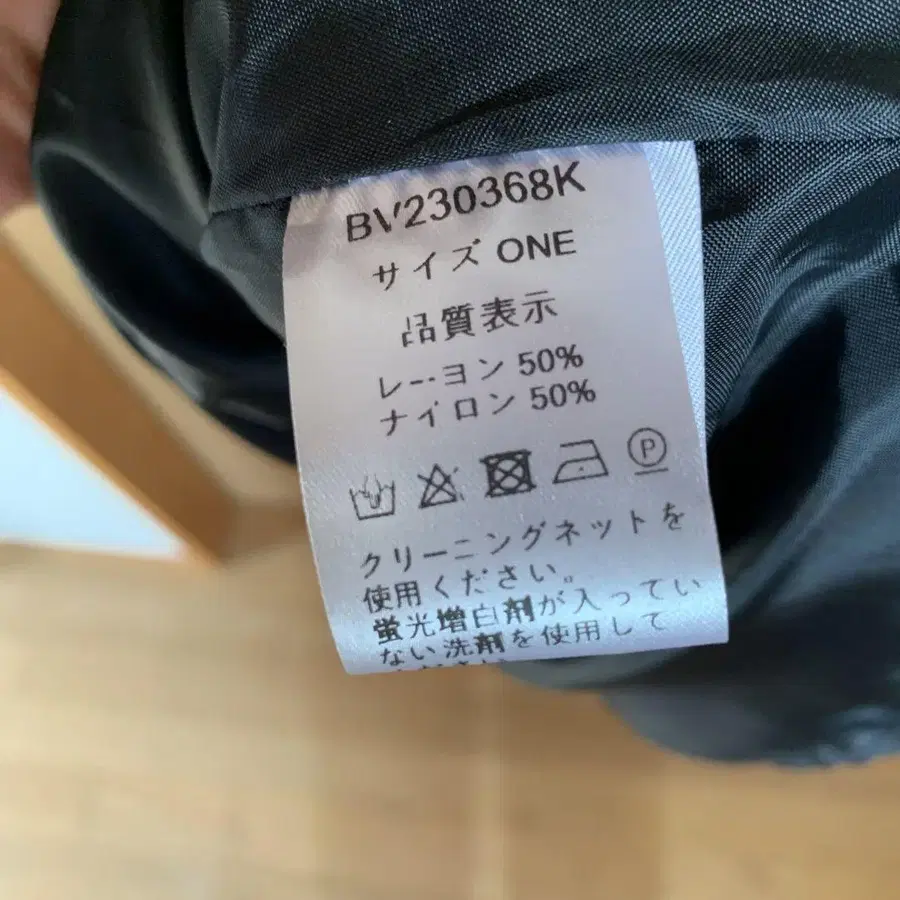 BV230368K
サイズ ONE
品質表示
レーヨン 50%
ナイロン 50%
P
クリーニングネットを
使用ください。
蛍光増白剤が入ってい
ない洗剤を使用して